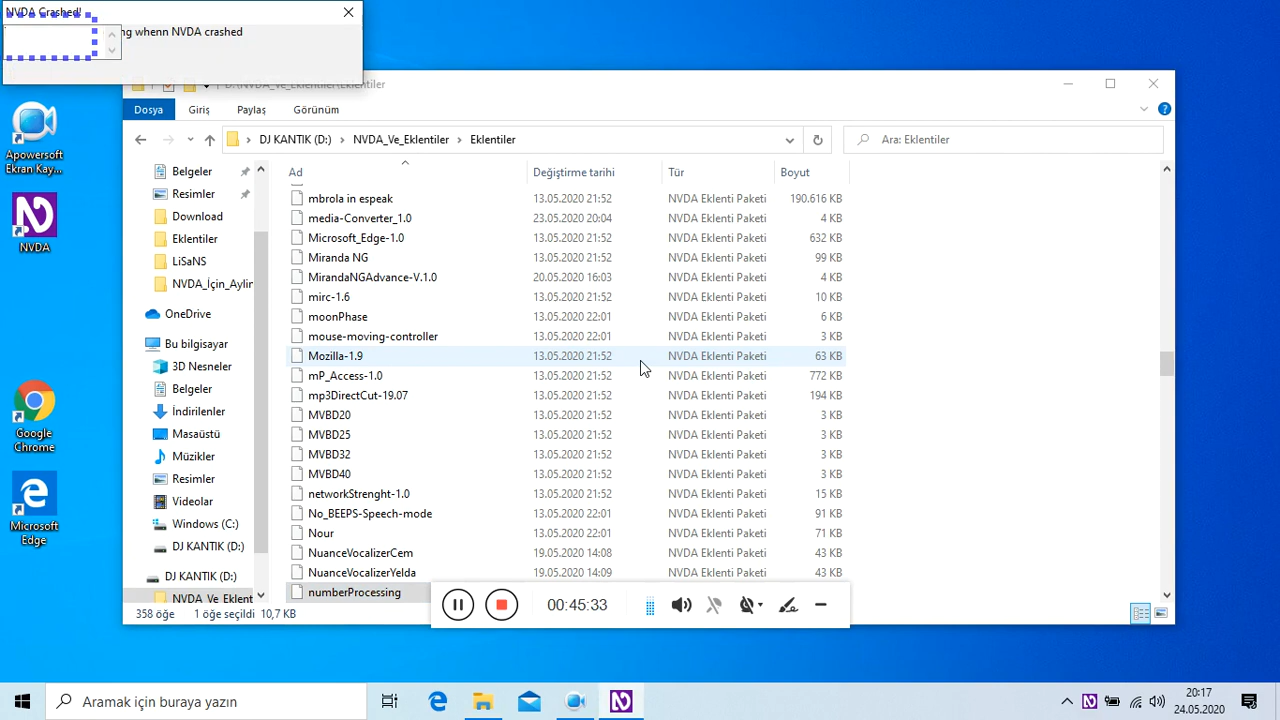 NVDA Crashed!
ng whenn NVDA crashed
D:\NVDA_Ve_Eklentiler\Eklentiler
Dosya Giriş Paylaş Görünüm
DJ KANTIK (D:) NVDA_Ve_Eklentiler Eklentiler
Ara: Eklentiler
Apowersoft
Ekran Kay...
NVDA
Google
Chrome
Microsoft
Edge
Belgeler
Resimler
Download
Eklentiler
LiSaNS
NVDA_İçin_Aylin
OneDrive
Bu bilgisayar
3D Nesneler
Belgeler
İndirilenler
Masaüstü
Müzikler
Resimler
Videolar
Windows (C:)
DJ KANTIK (D:)
DJ KANTIK (D:)
NVDA_Ve_Eklent
Ad Değiştirme tarihi Tür Boyut
mbrola in espeak 13.05.2020 21:52 NVDA Eklenti Paketi 190.616 KB
media-Converter_1.0 23.05.2020 20:04 NVDA Eklenti Paketi 4 KB
Microsoft_Edge-1.0 13.05.2020 21:52 NVDA Eklenti Paketi 632 KB
Miranda NG 13.05.2020 21:52 NVDA Eklenti Paketi 99 KB
MirandaNGAdvance-V.1.0 20.05.2020 16:03 NVDA Eklenti Paketi 4 KB
mirc-1.6 13.05.2020 21:52 NVDA Eklenti Paketi 10 KB
moonPhase 13.05.2020 22:01 NVDA Eklenti Paketi 6 KB
mouse-moving-controller 13.05.2020 22:01 NVDA Eklenti Paketi 3 KB
Mozilla-1.9 13.05.2020 21:52 NVDA Eklenti Paketi 63 KB
mP_Access-1.0 13.05.2020 21:52 NVDA Eklenti Paketi 772 KB
mp3DirectCut-19.07 13.05.2020 21:52 NVDA Eklenti Paketi 194 KB
MVBD20 13.05.2020 21:52 NVDA Eklenti Paketi 3 KB
MVBD25 13.05.2020 21:52 NVDA Eklenti Paketi 3 KB
MVBD32 13.05.2020 21:52 NVDA Eklenti Paketi 3 KB
MVBD40 13.05.2020 21:52 NVDA Eklenti Paketi 3 KB
networkStrenght-1.0 13.05.2020 21:52 NVDA Eklenti Paketi 15 KB
No_BEEPS-Speech-mode 13.05.2020 22:01 NVDA Eklenti Paketi 91 KB
Nour 13.05.2020 22:01 NVDA Eklenti Paketi 71 KB
NuanceVocalizerCem 19.05.2020 14:08 NVDA Eklenti Paketi 43 KB
NuanceVocalizerYelda 19.05.2020 14:09 NVDA Eklenti Paketi 43 KB
numberProcessing
358 öğe 1 öğe seçildi 10,7 KB
00:45:33
Aramak için buraya yazın
20:17
24.05.2020